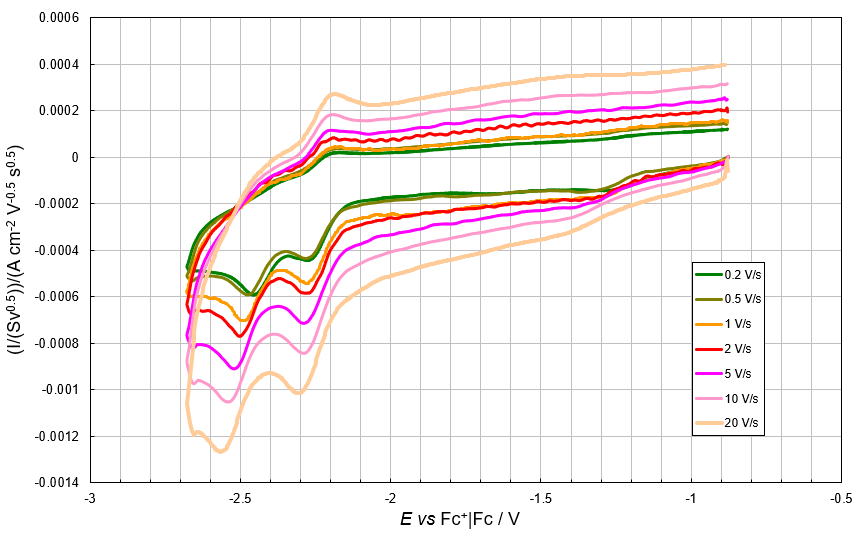 0.0006
0.0004
0.0002
0
-0.0002
-0.0004
-0.0006
-0.0008
-0.001
-0.0012
-0.0014
(I/(Sv⁰·⁵))/(A cm⁻² V⁻⁰·⁵ s⁰·⁵)
0.2 V/s
0.5 V/s
1 V/s
2 V/s
5 V/s
10 V/s
20 V/s
-3 -2.5 -2 -1.5 -1 -0.5
E vs Fc⁺|Fc / V